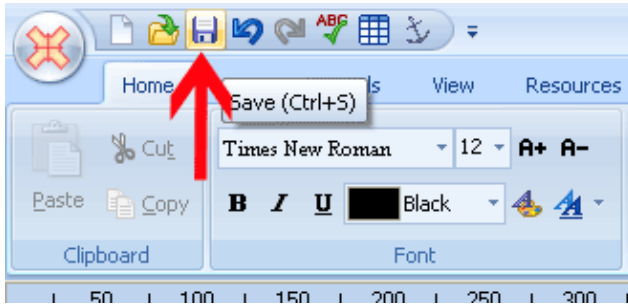 ABC
Home ls View Resources
Save (Ctrl+S)
Cut Times New Roman 12 A+ A-
Paste Copy B I U Black A
Clipboard Font
50 100 150 200 250 300